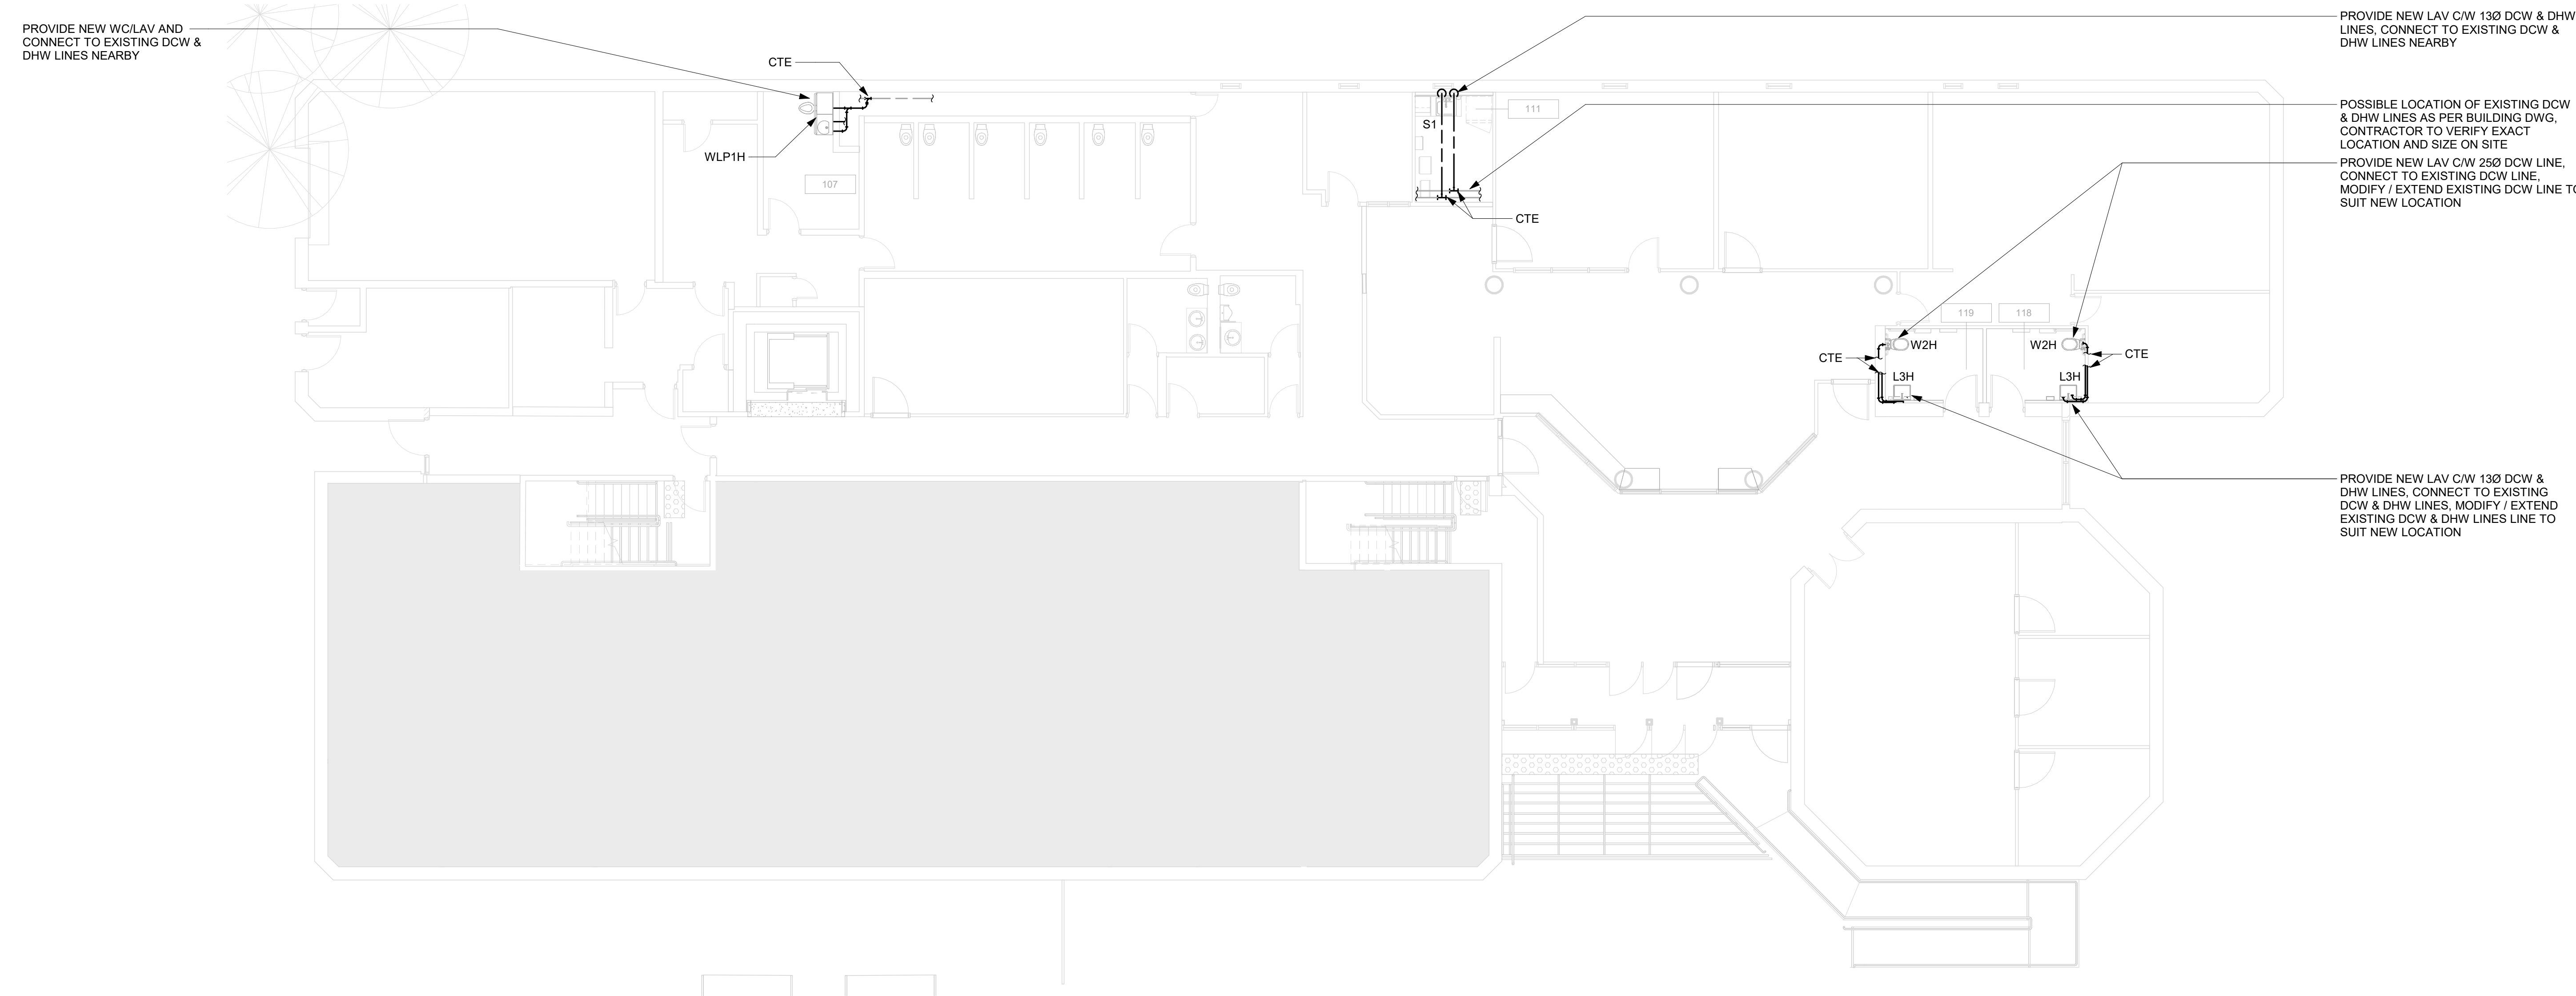 PROVIDE NEW WC/LAV AND
CONNECT TO EXISTING DCW &
DHW LINES NEARBY
CTE
WLP1H
107
PROVIDE NEW LAV C/W 13Ø DCW & DHW
LINES, CONNECT TO EXISTING DCW &
DHW LINES NEARBY
111
S1
CTE
POSSIBLE LOCATION OF EXISTING DCW
& DHW LINES AS PER BUILDING DWG,
CONTRACTOR TO VERIFY EXACT
LOCATION AND SIZE ON SITE
PROVIDE NEW LAV C/W 25Ø DCW LINE,
CONNECT TO EXISTING DCW LINE,
MODIFY / EXTEND EXISTING DCW LINE TO
SUIT NEW LOCATION
119
118
W2H
W2H
CTE
CTE
L3H
L3H
PROVIDE NEW LAV C/W 13Ø DCW &
DHW LINES, CONNECT TO EXISTING
DCW & DHW LINES, MODIFY / EXTEND
EXISTING DCW & DHW LINES LINE TO
SUIT NEW LOCATION